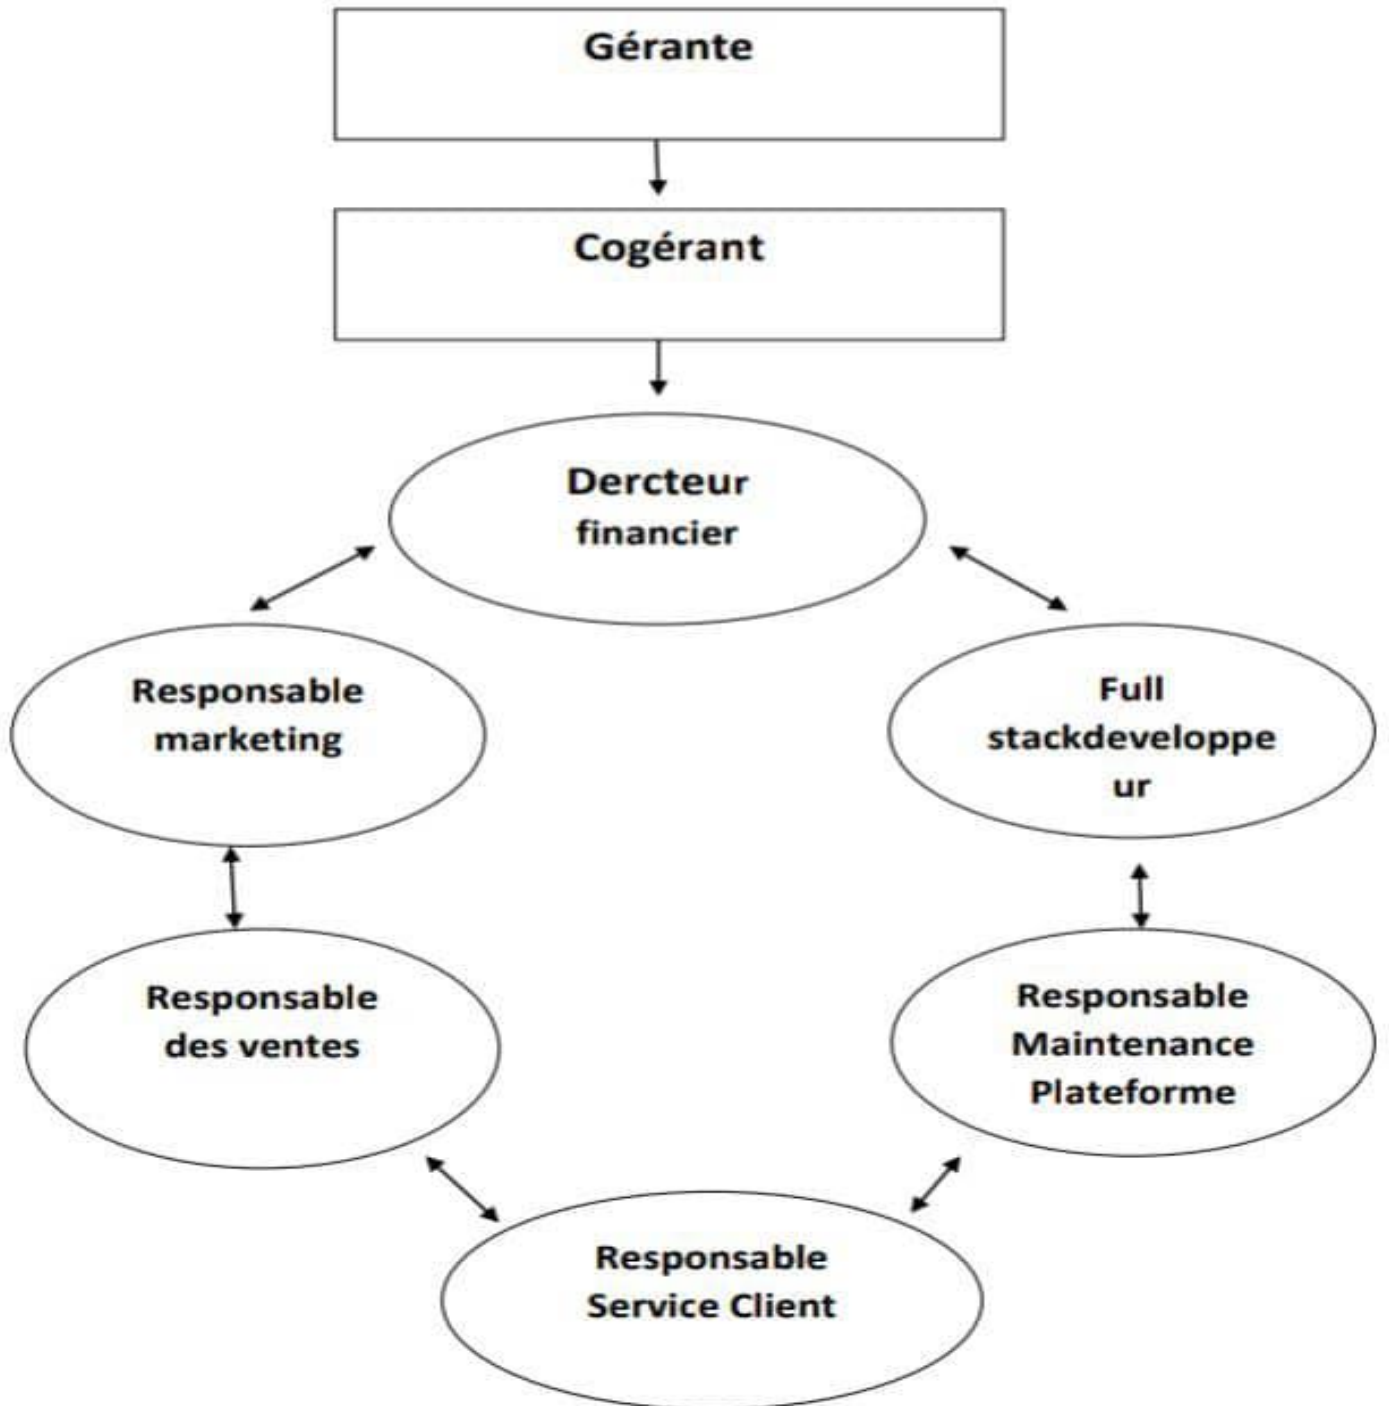 Gérante
Cogérant
Dercteur
financier
Responsable
marketing
Full
stackdeveloppe
ur
Responsable
des ventes
Responsable
Maintenance
Plateforme
Responsable
Service Client